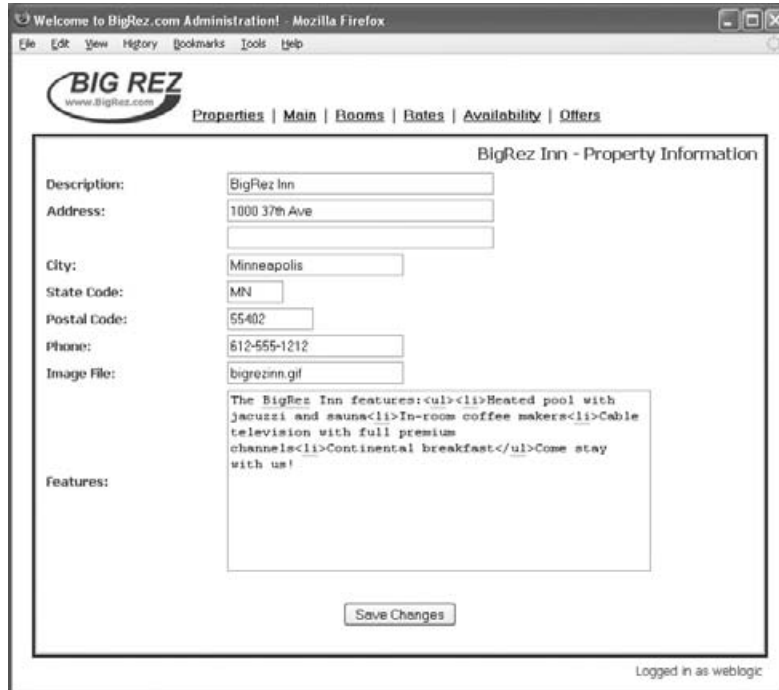 Welcome to BigRez.com Administration! - Mozilla Firefox
File Edit View History Bookmarks Tools Help
BIG REZ
www.BigRez.com
Properties | Main | Rooms | Rates | Availability | Offers
BigRez Inn - Property Information
Description: BigRez Inn
Address: 1000 37th Ave
City: Minneapolis
State Code: MN
Postal Code: 55402
Phone: 612-555-1212
Image File: bigrezinn.gif
Features:
The BigRez Inn features:<ul><li>Heated pool with
jacuzzi and sauna<li>In-room coffee makers<li>Cable
television with full premium
channels<li>Continental breakfast</ul>Come stay
with us!
Save Changes
Logged in as weblogic